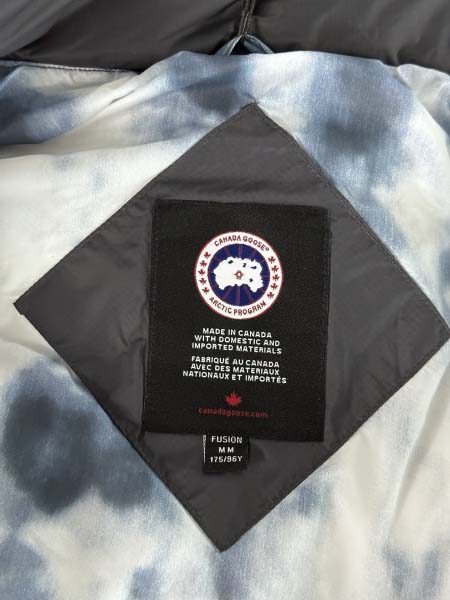 CANADA GOOSE®
ARCTIC PROGRAM
MADE IN CANADA
WITH DOMESTIC AND
IMPORTED MATERIALS
FABRIQUÉ AU CANADA
AVEC DES MATERIAUX
NATIONAUX ET IMPORTÉS
canadagoose.com
FUSION
M M
175/96Y